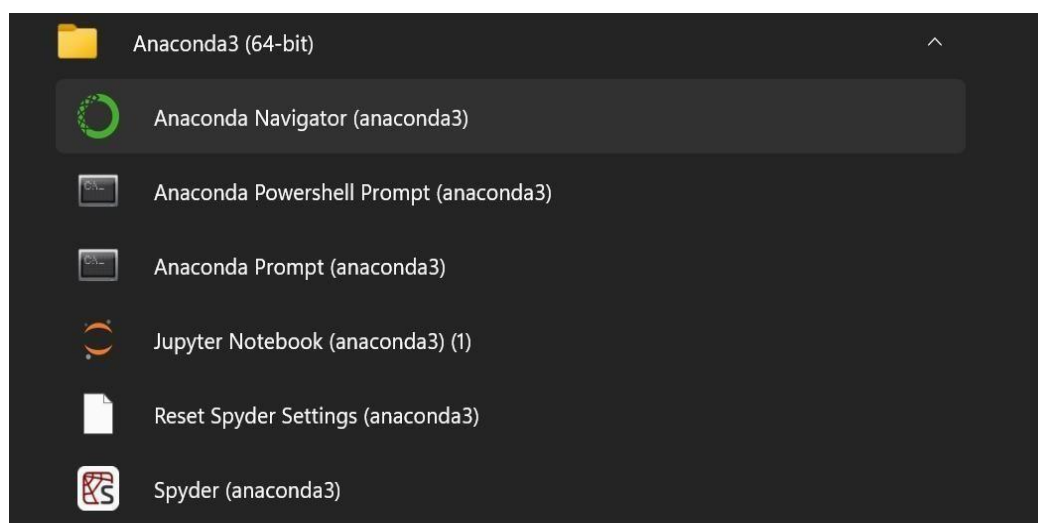 Anaconda3 (64-bit)
Anaconda Navigator (anaconda3)
Anaconda Powershell Prompt (anaconda3)
Anaconda Prompt (anaconda3)
Jupyter Notebook (anaconda3) (1)
Reset Spyder Settings (anaconda3)
Spyder (anaconda3)